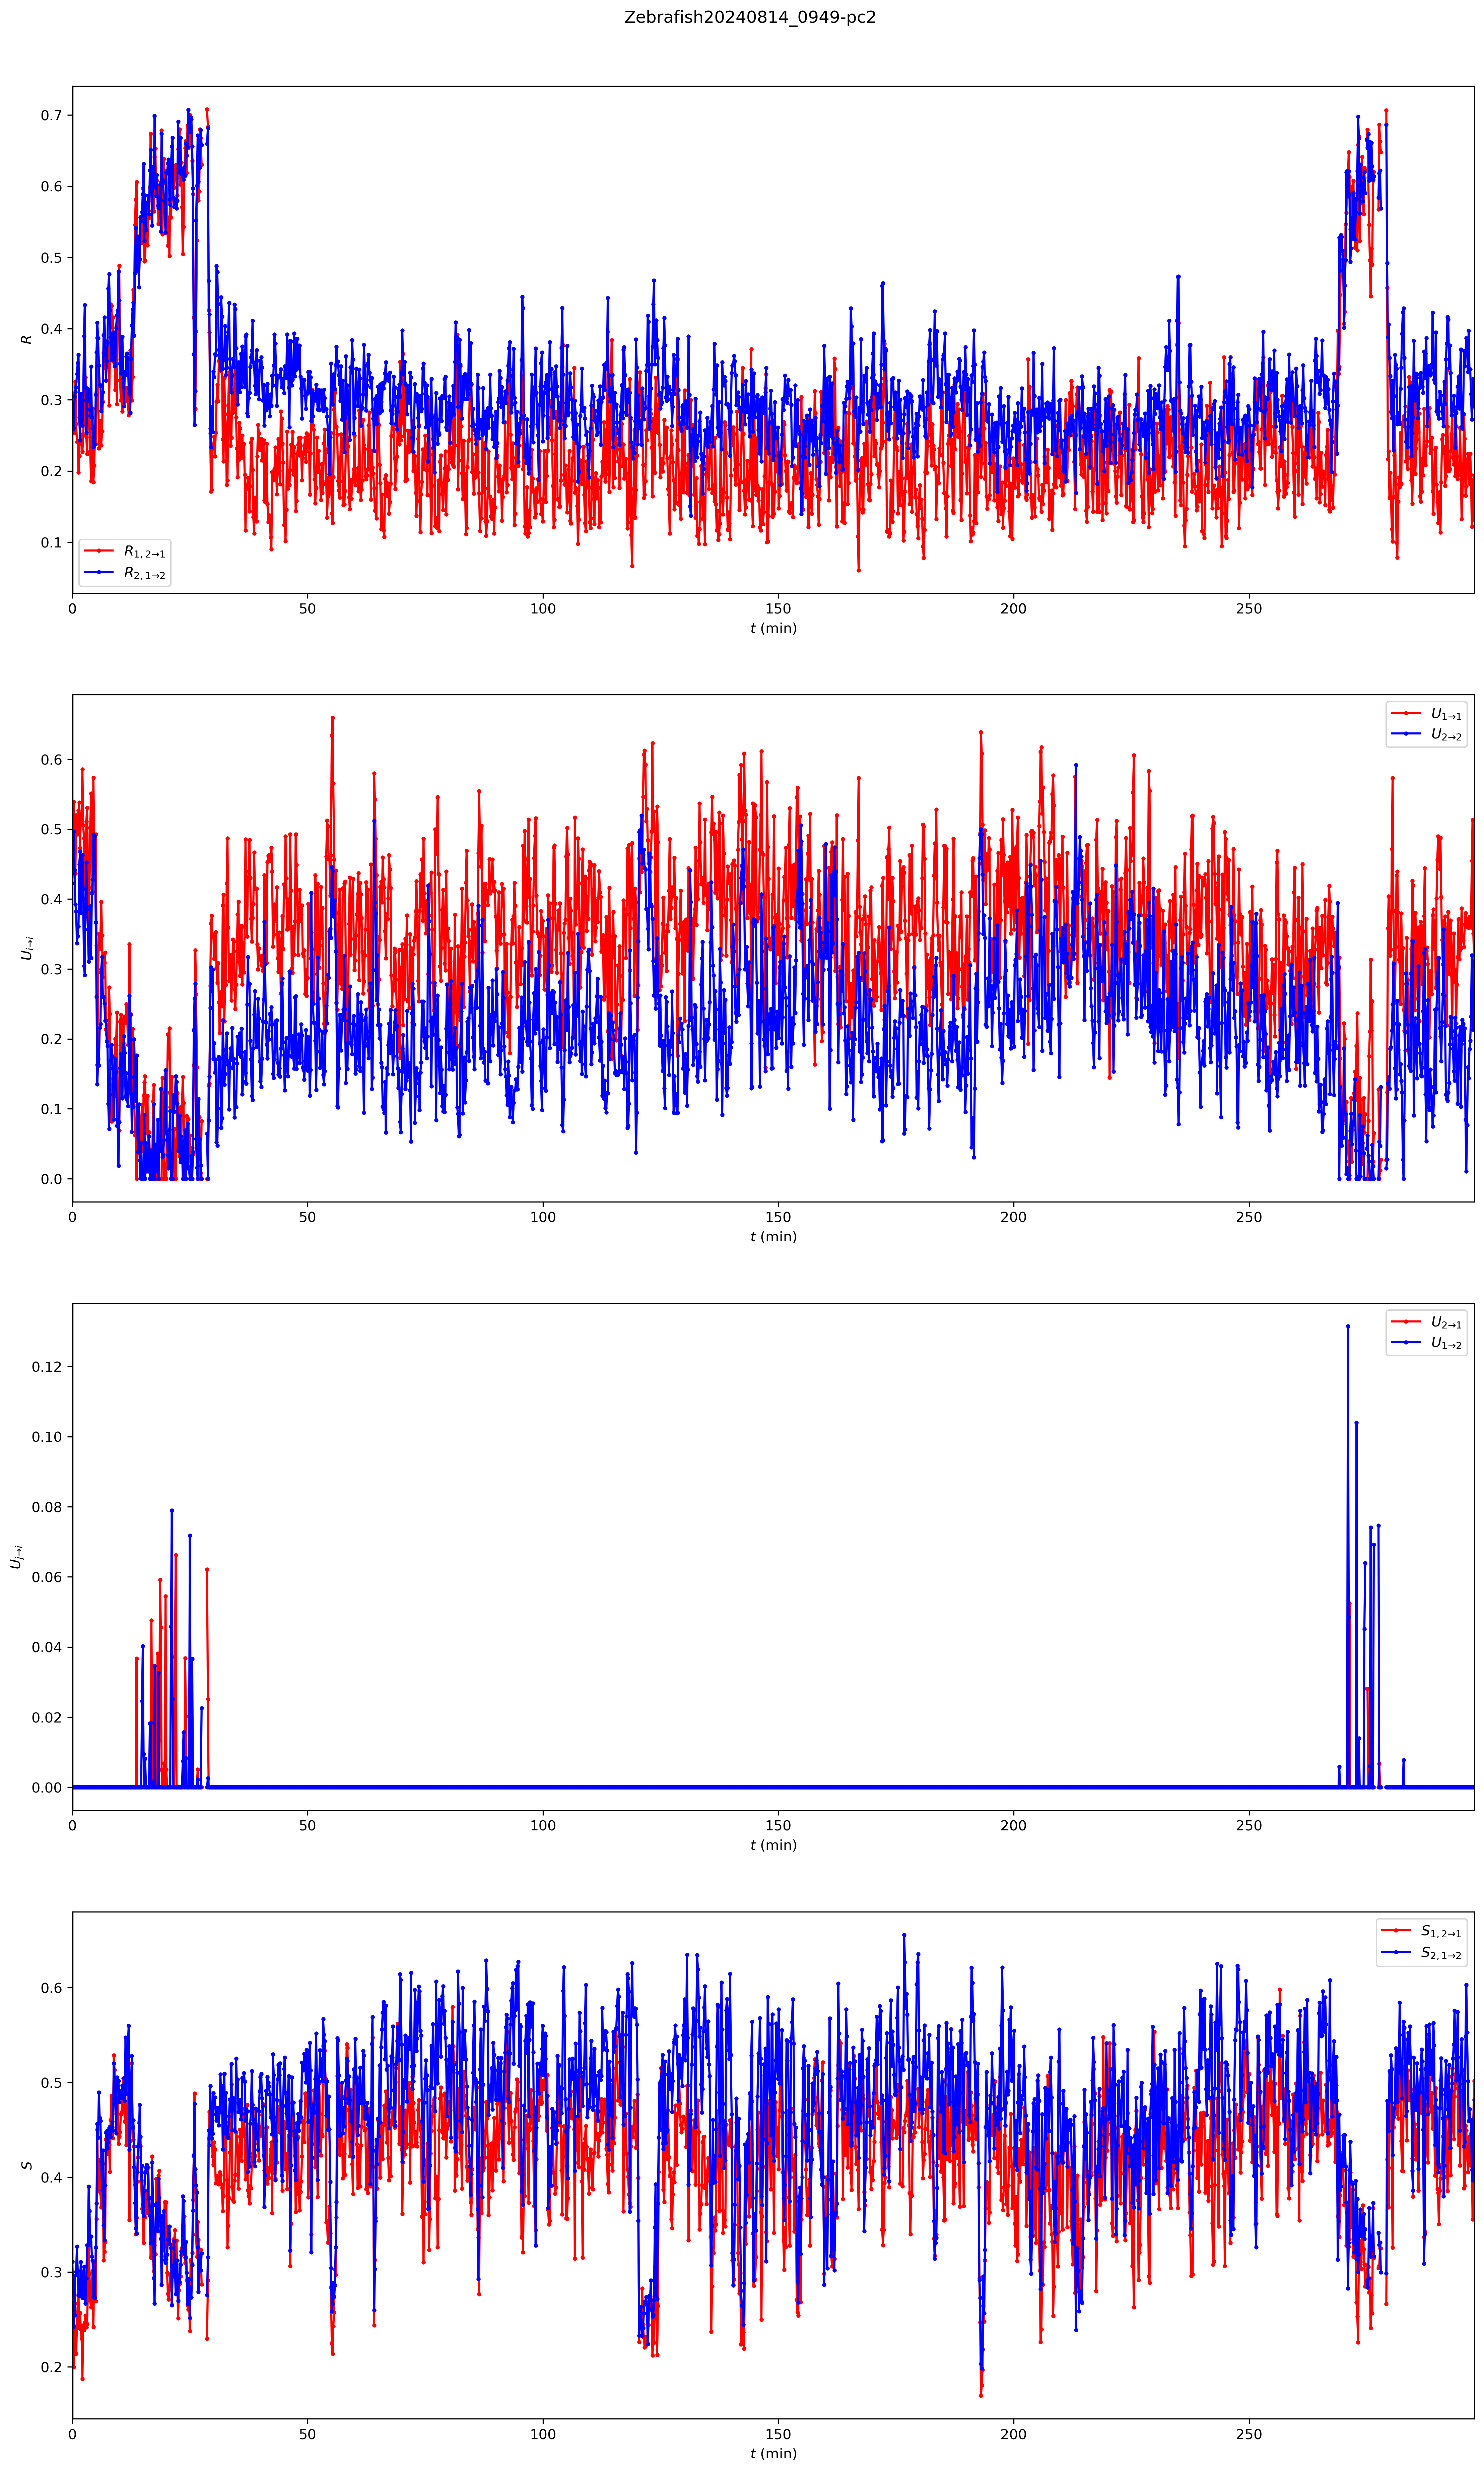 Zebrafish20240814_0949-pc2
R
0.7
0.6
0.5
0.4
0.3
0.2
0.1
R1,2→1
R2,1→2
0 50 100 150 200 250
t (min)
Ui→i
0.6
0.5
0.4
0.3
0.2
0.1
0.0
U1→1
U2→2
0 50 100 150 200 250
t (min)
Uj→i
0.12
0.10
0.08
0.06
0.04
0.02
0.00
U2→1
U1→2
0 50 100 150 200 250
t (min)
S
0.6
0.5
0.4
0.3
0.2
S1,2→1
S2,1→2
0 50 100 150 200 250
t (min)